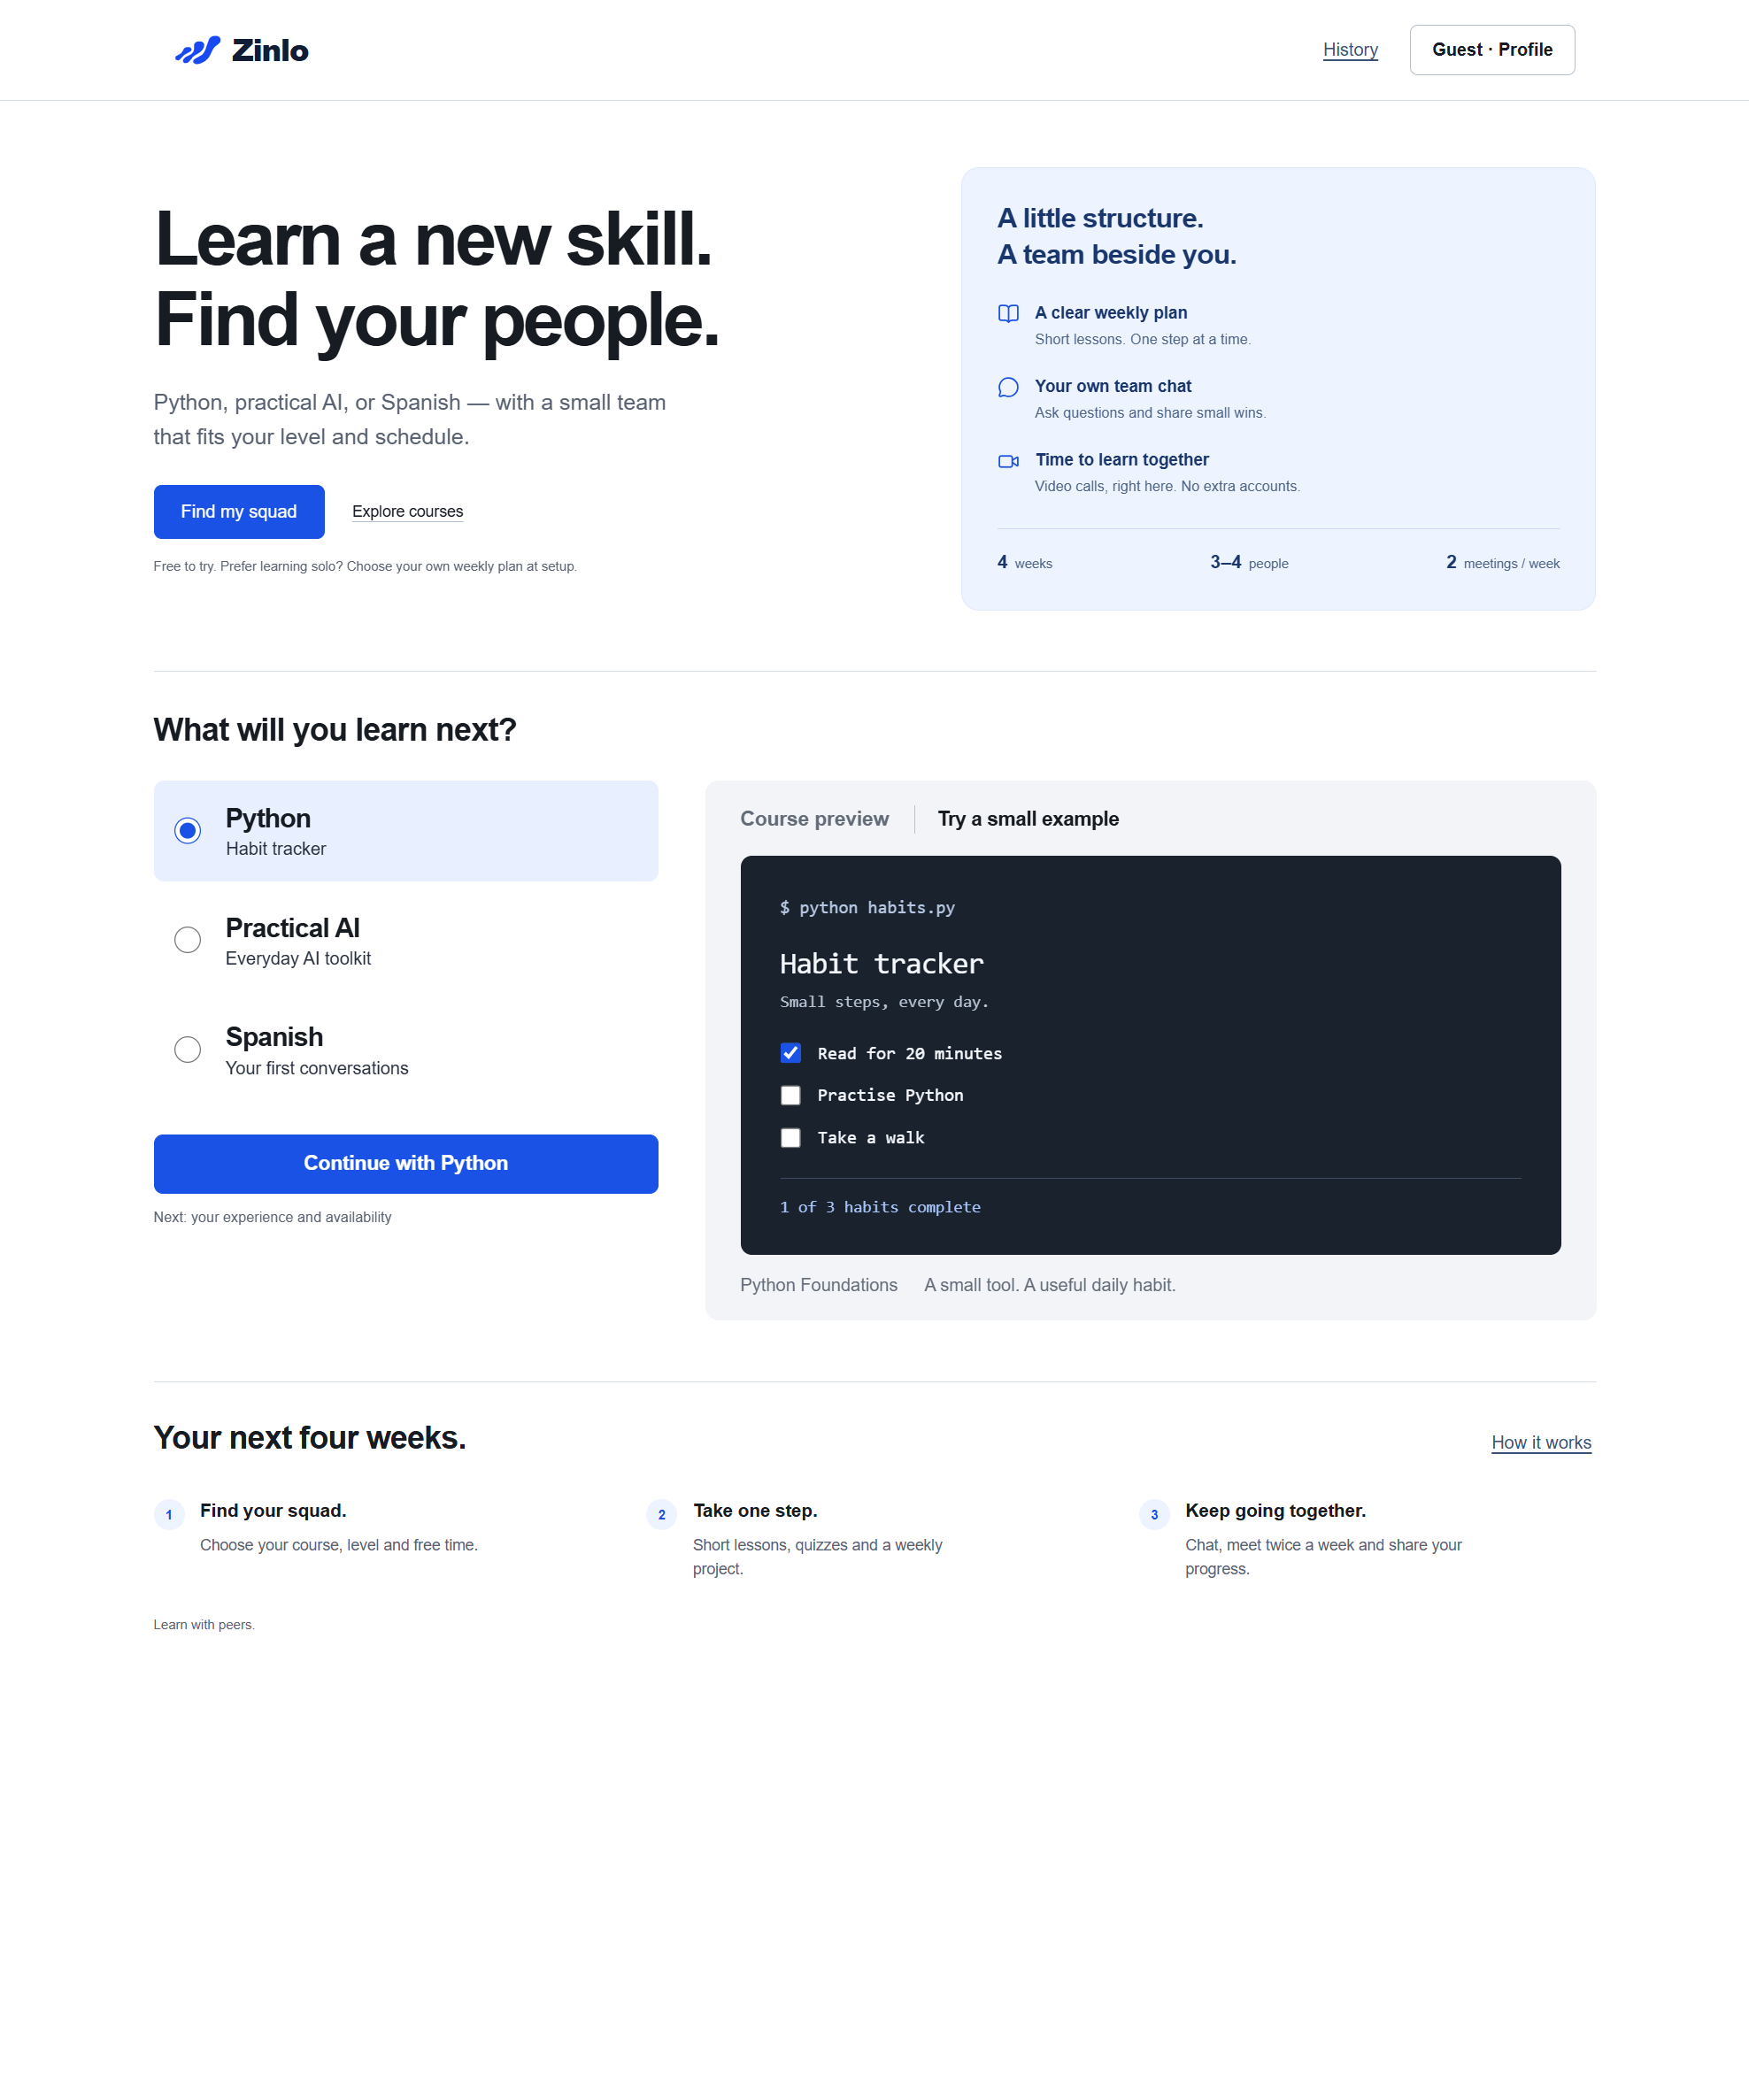 Zinlo
History
Guest · Profile
Learn a new skill.
Find your people.
Python, practical AI, or Spanish — with a small team
that fits your level and schedule.
Find my squad
Explore courses
Free to try. Prefer learning solo? Choose your own weekly plan at setup.
A little structure.
A team beside you.
A clear weekly plan
Short lessons. One step at a time.
Your own team chat
Ask questions and share small wins.
Time to learn together
Video calls, right here. No extra accounts.
4 weeks
3–4 people
2 meetings / week
What will you learn next?
Python
Habit tracker
Practical AI
Everyday AI toolkit
Spanish
Your first conversations
Continue with Python
Next: your experience and availability
Course preview
Try a small example
$ python habits.py
Habit tracker
Small steps, every day.
Read for 20 minutes
Practise Python
Take a walk
1 of 3 habits complete
Python Foundations
A small tool. A useful daily habit.
Your next four weeks.
How it works
1
Find your squad.
Choose your course, level and free time.
2
Take one step.
Short lessons, quizzes and a weekly
project.
3
Keep going together.
Chat, meet twice a week and share your
progress.
Learn with peers.